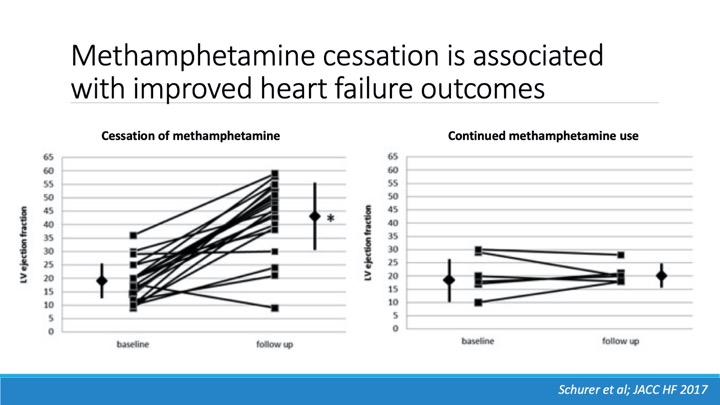 Methamphetamine cessation is associated
with improved heart failure outcomes
Cessation of methamphetamine
65
60
55
50
45
40
35
30
25
20
15
10
5
0
LV ejection fraction
*
baseline
follow up
Continued methamphetamine use
65
60
55
50
45
40
35
30
25
20
15
10
5
0
LV ejection fraction
baseline
follow up
Schurer et al; JACC HF 2017